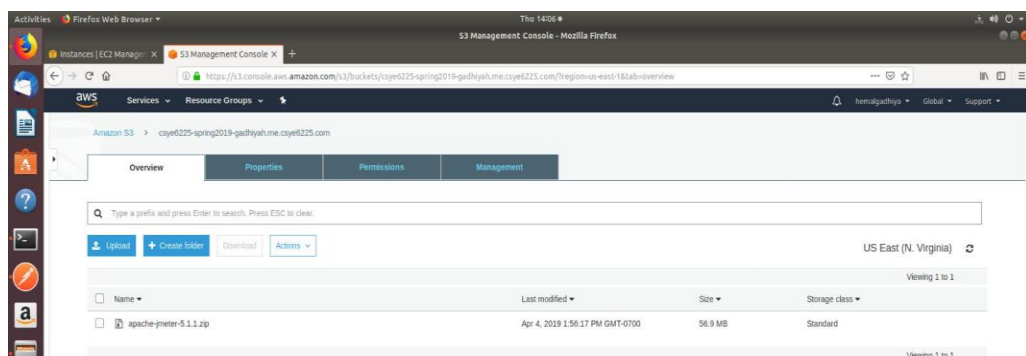 Activities Firefox Web Browser ▾ Thu 14:06 ●
S3 Management Console - Mozilla Firefox
Instances | EC2 Managem × S3 Management Console × +
https://s3.console.aws.amazon.com/s3/buckets/csye6225-spring2019-gadhiyah.me.csye6225.com/?region=us-east-1&tab=overview
aws Services Resource Groups hemalgadhiya Global Support
Amazon S3 > csye6225-spring2019-gadhiyah.me.csye6225.com
Overview Properties Permissions Management
Type a prefix and press Enter to search. Press ESC to clear.
Upload + Create folder Download Actions US East (N. Virginia)
Viewing 1 to 1
Name ▾ Last modified ▾ Size ▾ Storage class ▾
apache-jmeter-5.1.1.zip Apr 4, 2019 1:56:17 PM GMT-0700 56.9 MB Standard
Viewing 1 to 1